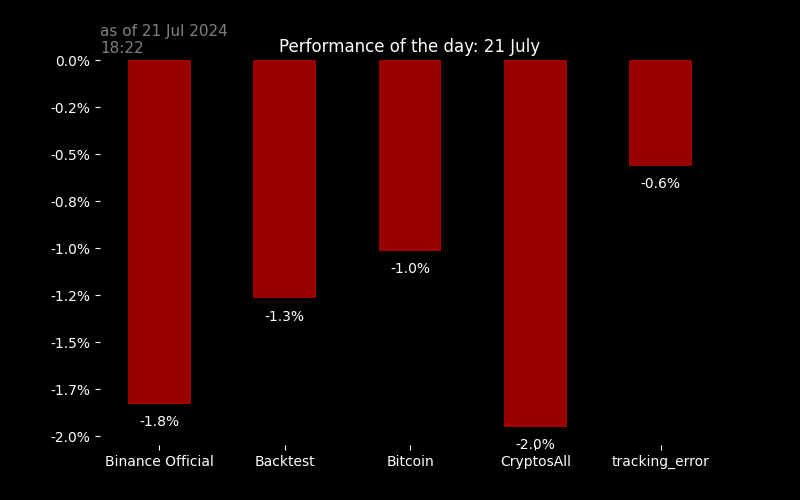 as of 21 Jul 2024
18:22
Performance of the day: 21 July
0.0%
-0.2%
-0.5%
-0.8%
-1.0%
-1.2%
-1.5%
-1.7%
-2.0%
-1.8%
-1.3%
-1.0%
-2.0%
-0.6%
Binance Official
Backtest
Bitcoin
CryptosAll
tracking_error